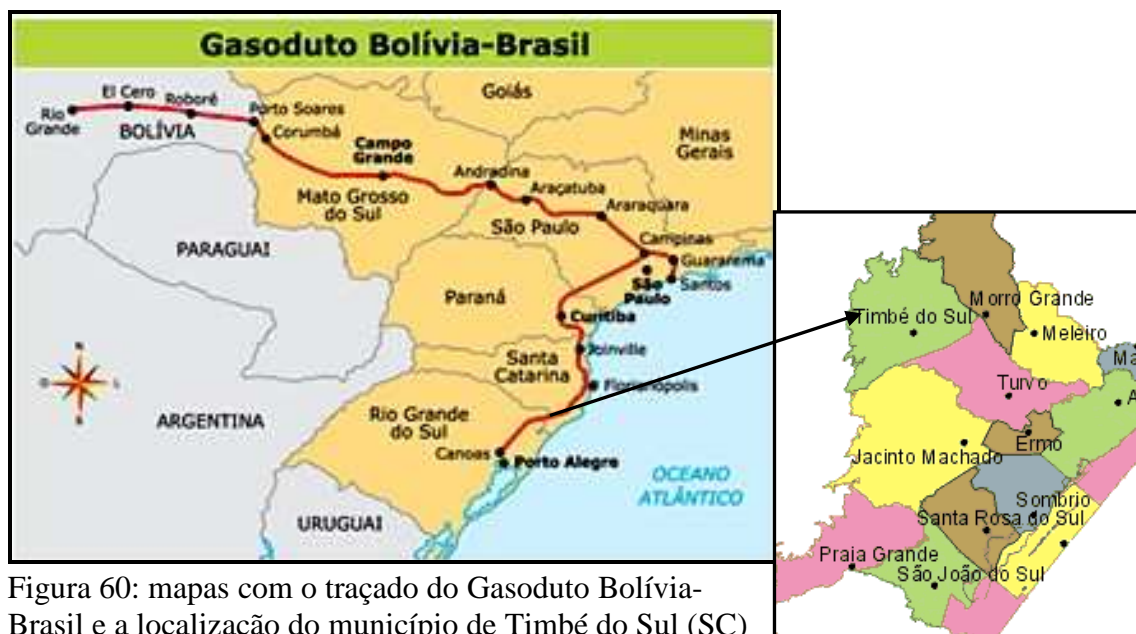 Gasoduto Bolívia-Brasil
Goiás
El Cero
Roboré
Rio
Grande
BOLÍVIA
Porto Soares
Corumbá
Minas
Gerais
Campo
Grande
Andradina
Araçatuba
Mato Grosso
do Sul
Araraquara
São Paulo
PARAGUAI
Campinas
Guararema
São
Paulo
Santos
Paraná
Curitiba
Joinville
Santa
Catarina
Florianópolis
N
O
L
S
ARGENTINA
Rio Grande
do Sul
Canoas
Porto Alegre
OCEANO
ATLÂNTICO
URUGUAI
Morro Grande
Timbé do Sul
Meleiro
Ma
Turvo
A
Ermo
Jacinto Machado
Sombrio
Santa Rosa do Sul
Praia Grande
São João do Sul
Figura 60: mapas com o traçado do Gasoduto Bolívia-
Brasil e a localização do município de Timbé do Sul (SC)